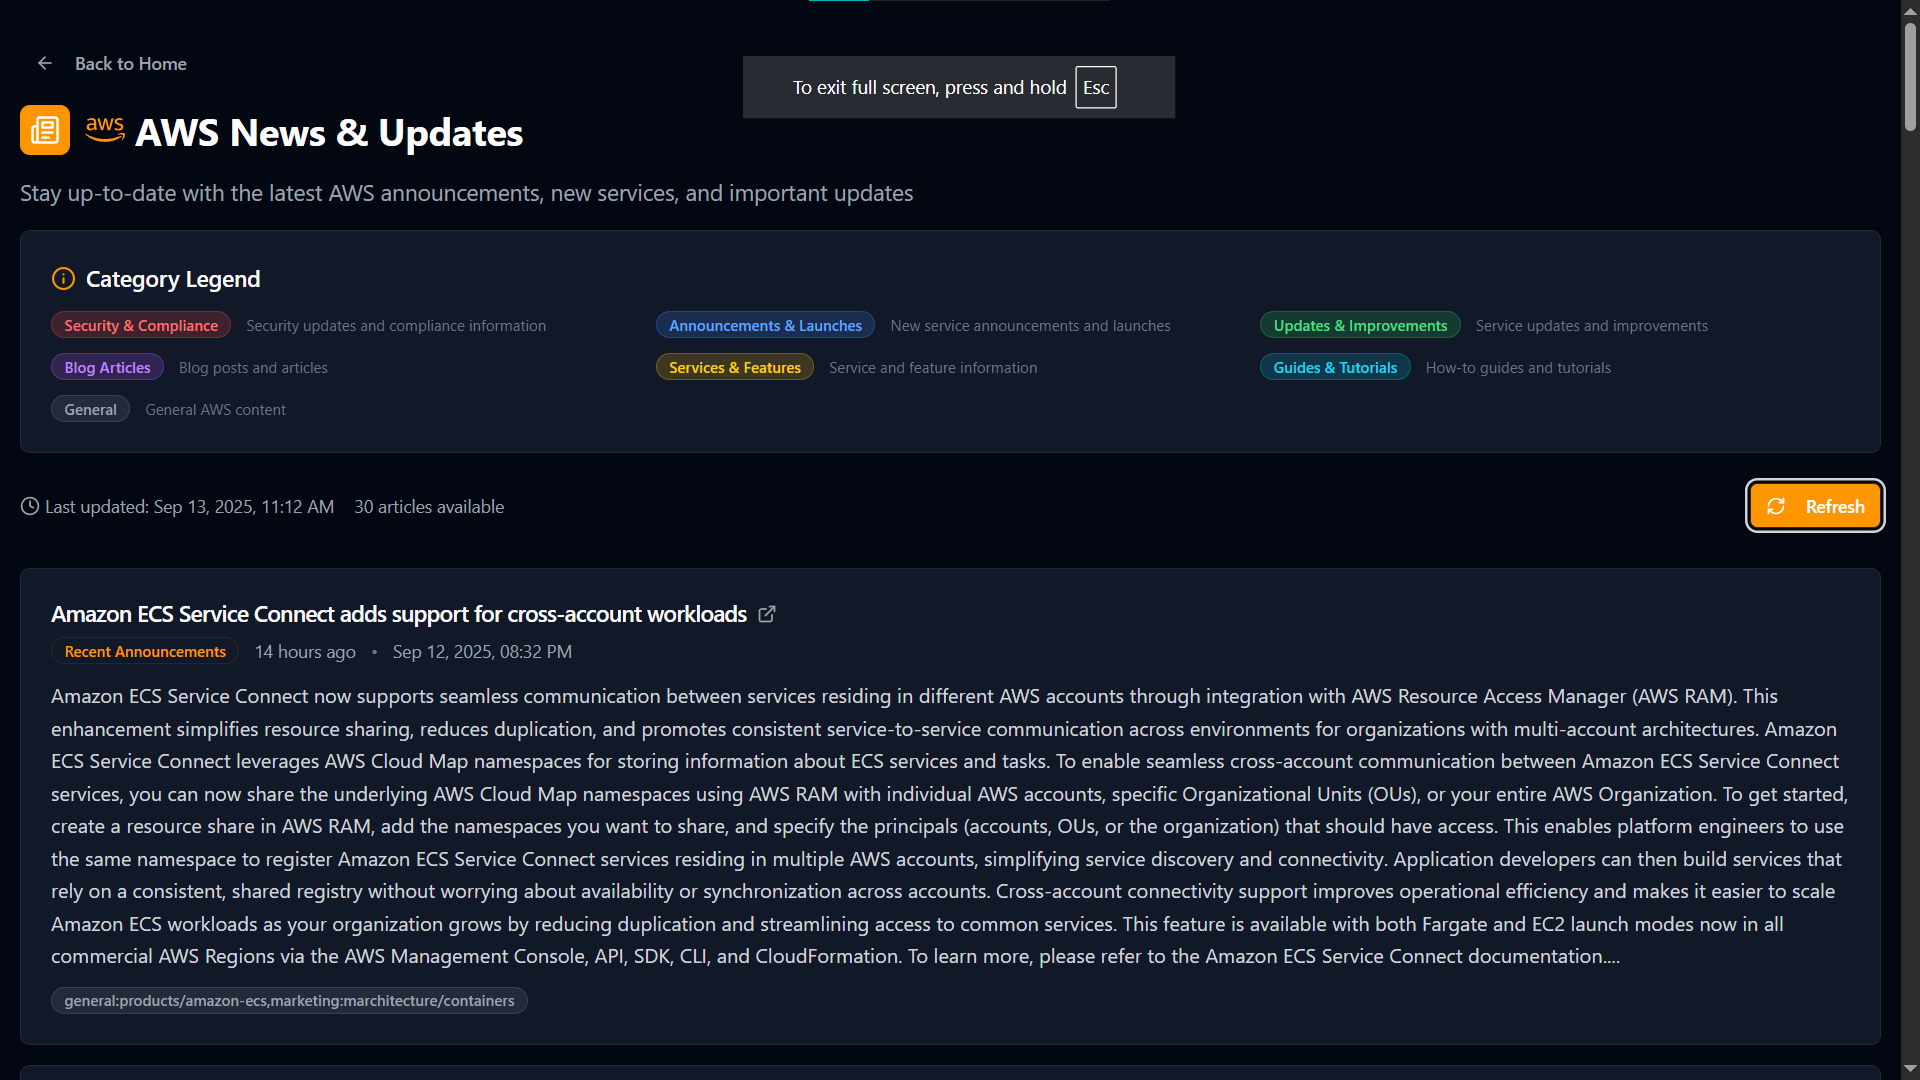 Back to Home
To exit full screen, press and hold Esc
aws AWS News & Updates
Stay up-to-date with the latest AWS announcements, new services, and important updates
Category Legend
Security & Compliance Security updates and compliance information Announcements & Launches New service announcements and launches Updates & Improvements Service updates and improvements
Blog Articles Blog posts and articles Services & Features Service and feature information Guides & Tutorials How-to guides and tutorials
General General AWS content
Last updated: Sep 13, 2025, 11:12 AM 30 articles available Refresh
Amazon ECS Service Connect adds support for cross-account workloads
Recent Announcements 14 hours ago • Sep 12, 2025, 08:32 PM
Amazon ECS Service Connect now supports seamless communication between services residing in different AWS accounts through integration with AWS Resource Access Manager (AWS RAM). This
enhancement simplifies resource sharing, reduces duplication, and promotes consistent service-to-service communication across environments for organizations with multi-account architectures. Amazon
ECS Service Connect leverages AWS Cloud Map namespaces for storing information about ECS services and tasks. To enable seamless cross-account communication between Amazon ECS Service Connect
services, you can now share the underlying AWS Cloud Map namespaces using AWS RAM with individual AWS accounts, specific Organizational Units (OUs), or your entire AWS Organization. To get started,
create a resource share in AWS RAM, add the namespaces you want to share, and specify the principals (accounts, OUs, or the organization) that should have access. This enables platform engineers to use
the same namespace to register Amazon ECS Service Connect services residing in multiple AWS accounts, simplifying service discovery and connectivity. Application developers can then build services that
rely on a consistent, shared registry without worrying about availability or synchronization across accounts. Cross-account connectivity support improves operational efficiency and makes it easier to scale
Amazon ECS workloads as your organization grows by reducing duplication and streamlining access to common services. This feature is available with both Fargate and EC2 launch modes now in all
commercial AWS Regions via the AWS Management Console, API, SDK, CLI, and CloudFormation. To learn more, please refer to the Amazon ECS Service Connect documentation....
general:products/amazon-ecs,marketing:marchitecture/containers